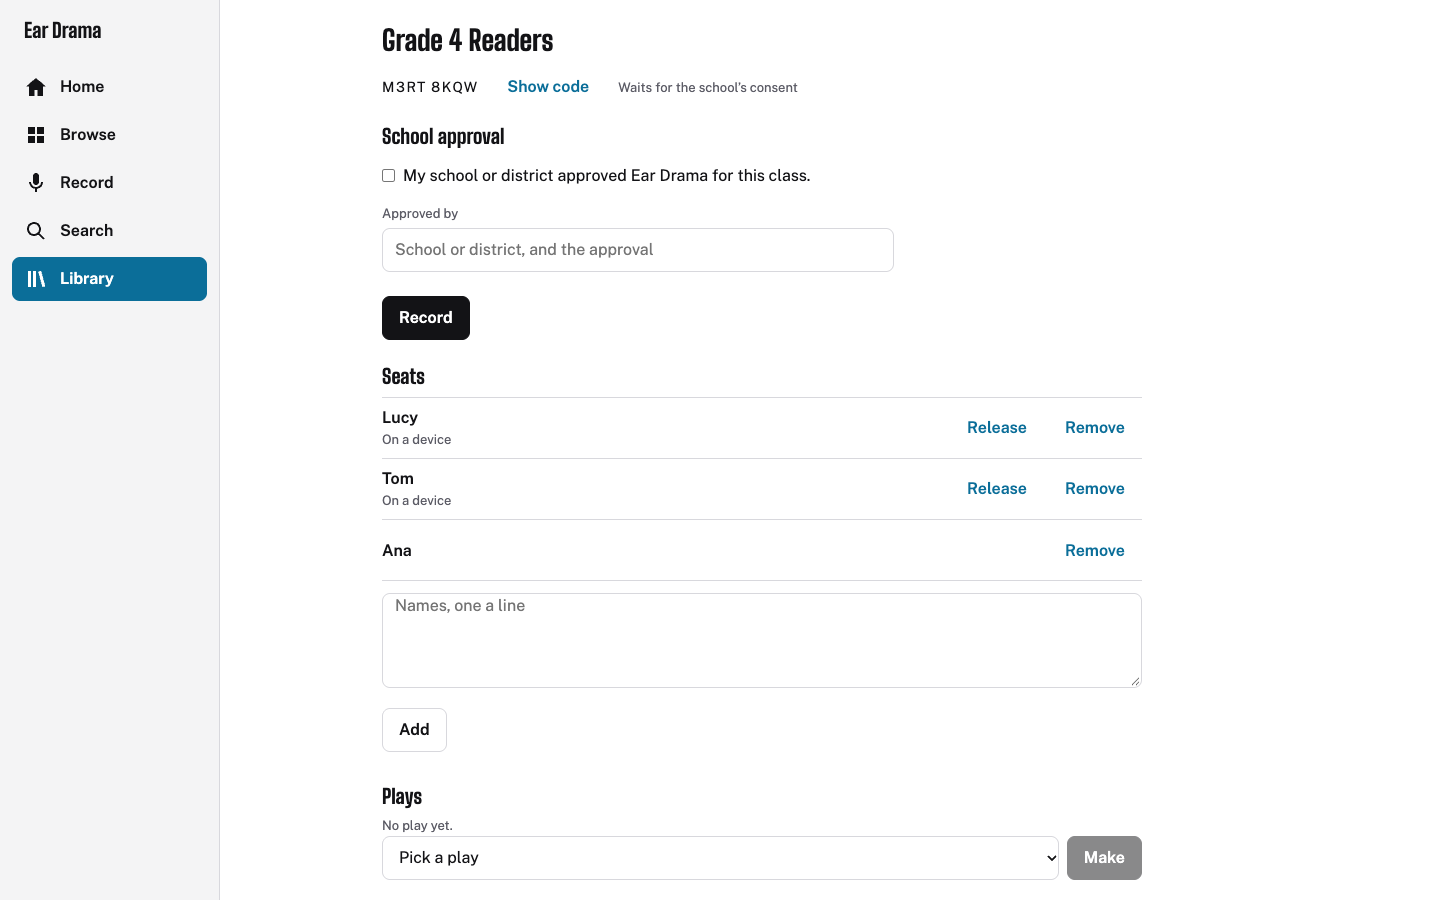 Ear Drama
Home
Browse
Record
Search
Library
Grade 4 Readers
M3RT 8KQW Show code Waits for the school's consent
School approval
My school or district approved Ear Drama for this class.
Approved by
School or district, and the approval
Record
Seats
Lucy
On a device
Release Remove
Tom
On a device
Release Remove
Ana
Remove
Names, one a line
Add
Plays
No play yet.
Pick a play
Make